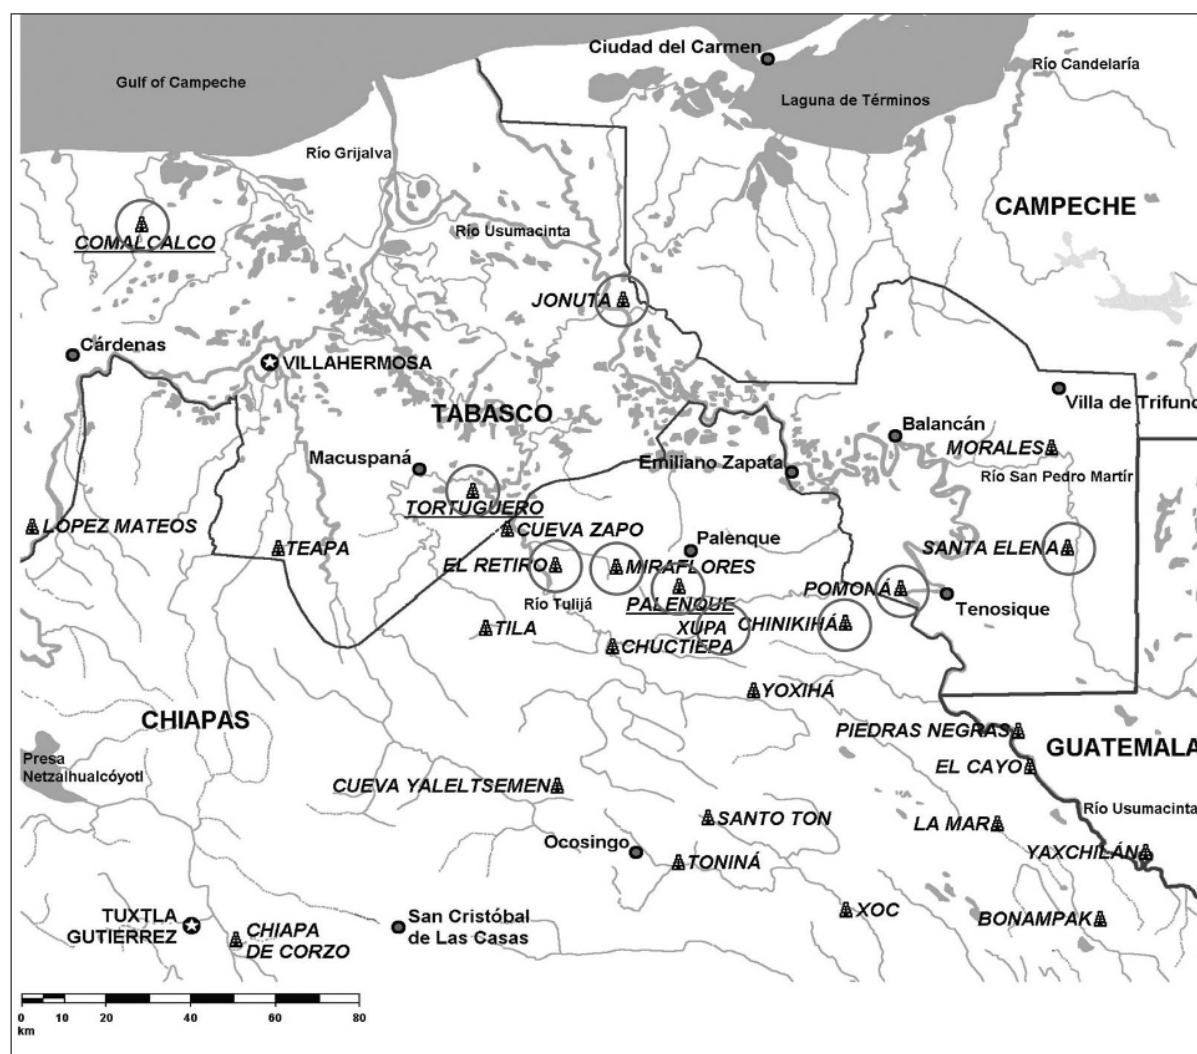 Ciudad del Carmen
Río Candelaría
Gulf of Campeche
Laguna de Términos
Río Grijalva
CAMPECHE
COMALCALCO
Río Usumacinta
JONUTA
Cárdenas
VILLAHERMOSA
TABASCO
Villa de Trifunc
Balancán
MORALES
Macuspaná
Emiliano Zapata
Río San Pedro Martír
TORTUGUERO
LÓPEZ MATEOS
CUEVA ZAPO
Palenque
TEAPA
SANTA ELENA
EL RETIRO
MIRAFLORES
POMONÁ
Río Tulijá
PALENQUE
Tenosique
TILA
XUPA
CHINIKIHÁ
CHUCTIEPA
YOXIHÁ
CHIAPAS
PIEDRAS NEGRAS
GUATEMALA
Presa
Netzalhualcóyotl
EL CAYO
CUEVA YALELTSEMEN
Río Usumacinta
SANTO TON
LA MAR
Ocosingo
YAXCHILÁN
TONINÁ
TUXTLA
GUTIÉRREZ
San Cristóbal
de Las Casas
XOC
BONAMPAK
CHIAPA
DE CORZO
0 10 20 40 60 80
km